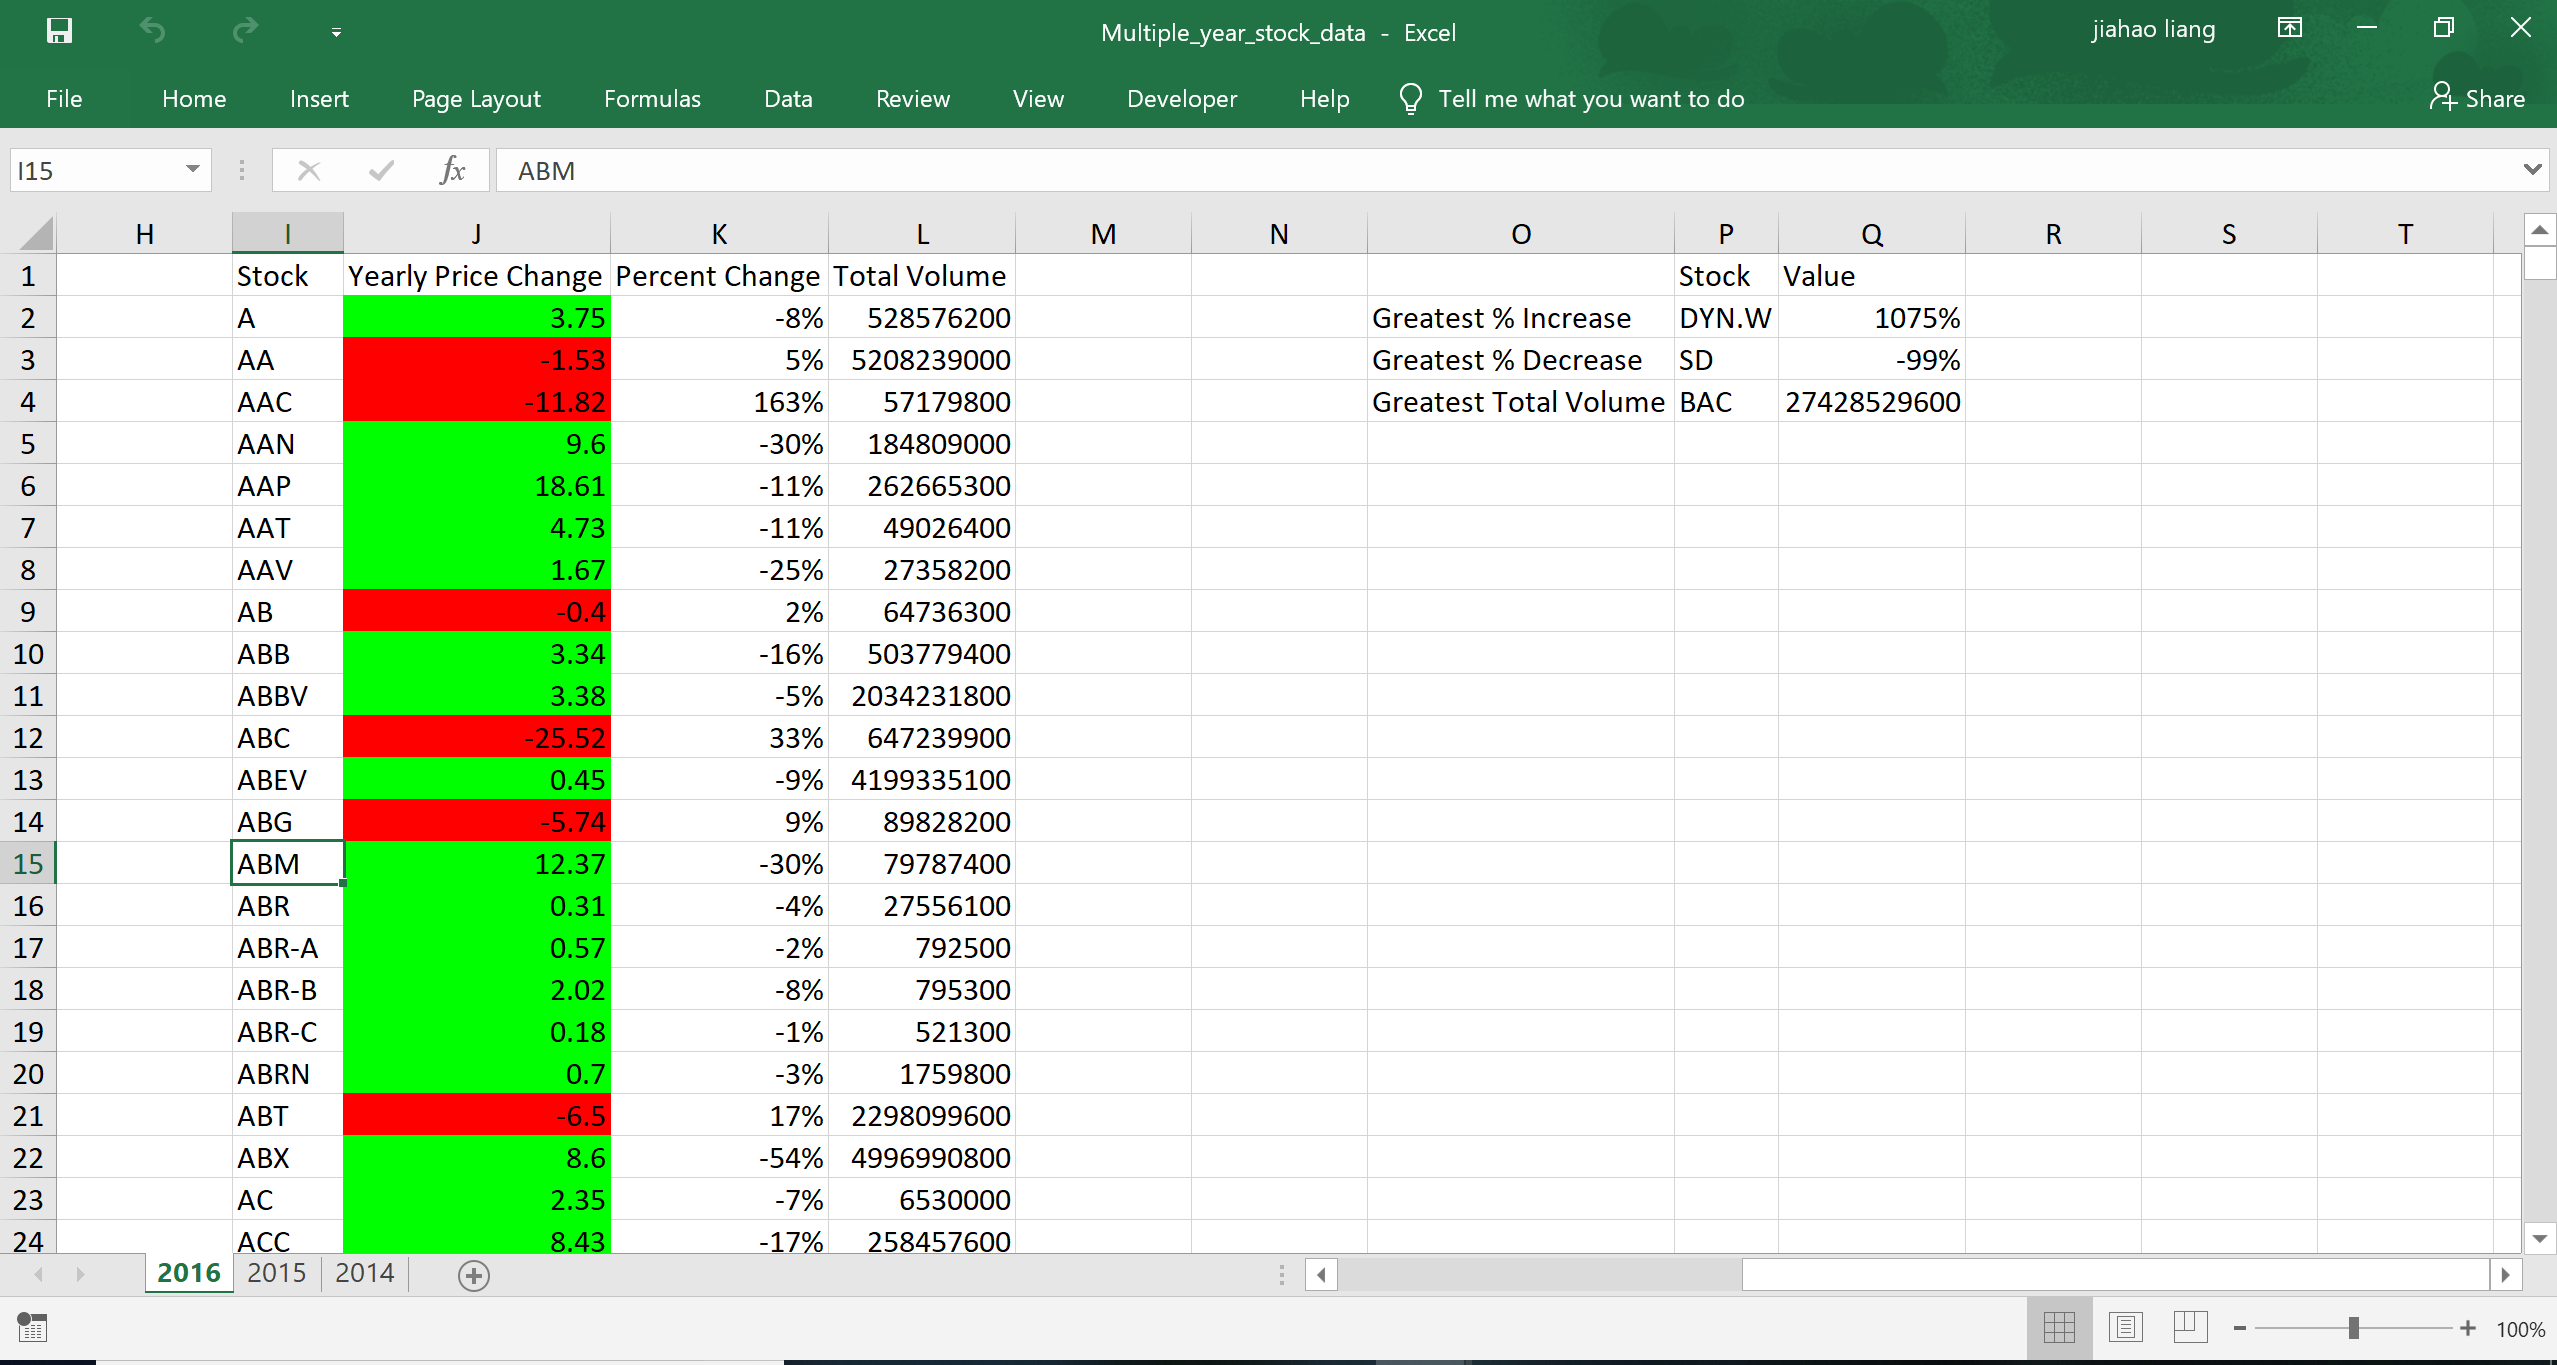 Multiple_year_stock_data - Excel
jiahao liang
File Home Insert Page Layout Formulas Data Review View Developer Help Tell me what you want to do Share
I15 fx ABM
H I J K L M N O P Q R S T
1 Stock Yearly Price Change Percent Change Total Volume Stock Value
2 A 3.75 -8% 528576200 Greatest % Increase DYN.W 1075%
3 AA -1.53 5% 5208239000 Greatest % Decrease SD -99%
4 AAC -11.82 163% 57179800 Greatest Total Volume BAC 27428529600
5 AAN 9.6 -30% 184809000
6 AAP 18.61 -11% 262665300
7 AAT 4.73 -11% 49026400
8 AAV 1.67 -25% 27358200
9 AB -0.4 2% 64736300
10 ABB 3.34 -16% 503779400
11 ABBV 3.38 -5% 2034231800
12 ABC -25.52 33% 647239900
13 ABEV 0.45 -9% 4199335100
14 ABG -5.74 9% 89828200
15 ABM 12.37 -30% 79787400
16 ABR 0.31 -4% 27556100
17 ABR-A 0.57 -2% 792500
18 ABR-B 2.02 -8% 795300
19 ABR-C 0.18 -1% 521300
20 ABRN 0.7 -3% 1759800
21 ABT -6.5 17% 2298099600
22 ABX 8.6 -54% 4996990800
23 AC 2.35 -7% 6530000
24 ACC 8.43 -17% 258457600
2016 2015 2014
100%